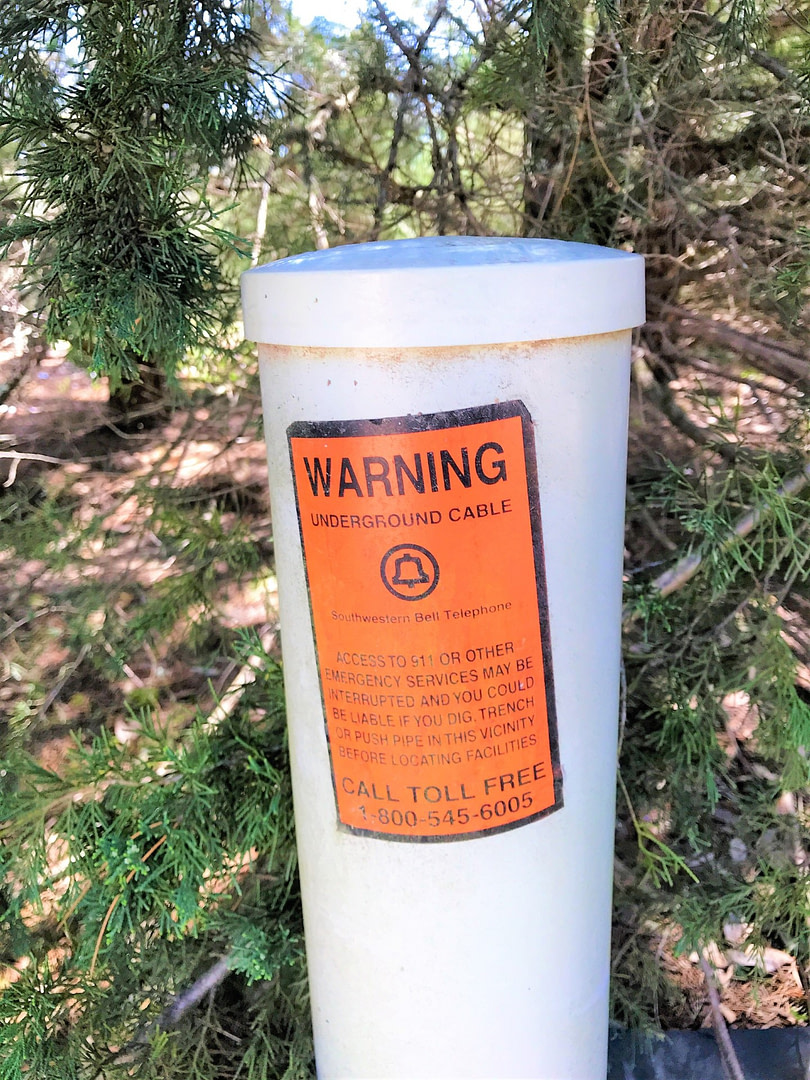 WARNING
UNDERGROUND CABLE
Southwestern Bell Telephone
ACCESS TO 911 OR OTHER
EMERGENCY SERVICES MAY BE
INTERRUPTED AND YOU COULD
BE LIABLE IF YOU DIG, TRENCH
OR PUSH PIPE IN THIS VICINITY
BEFORE LOCATING FACILITIES
CALL TOLL FREE
1-800-545-6005